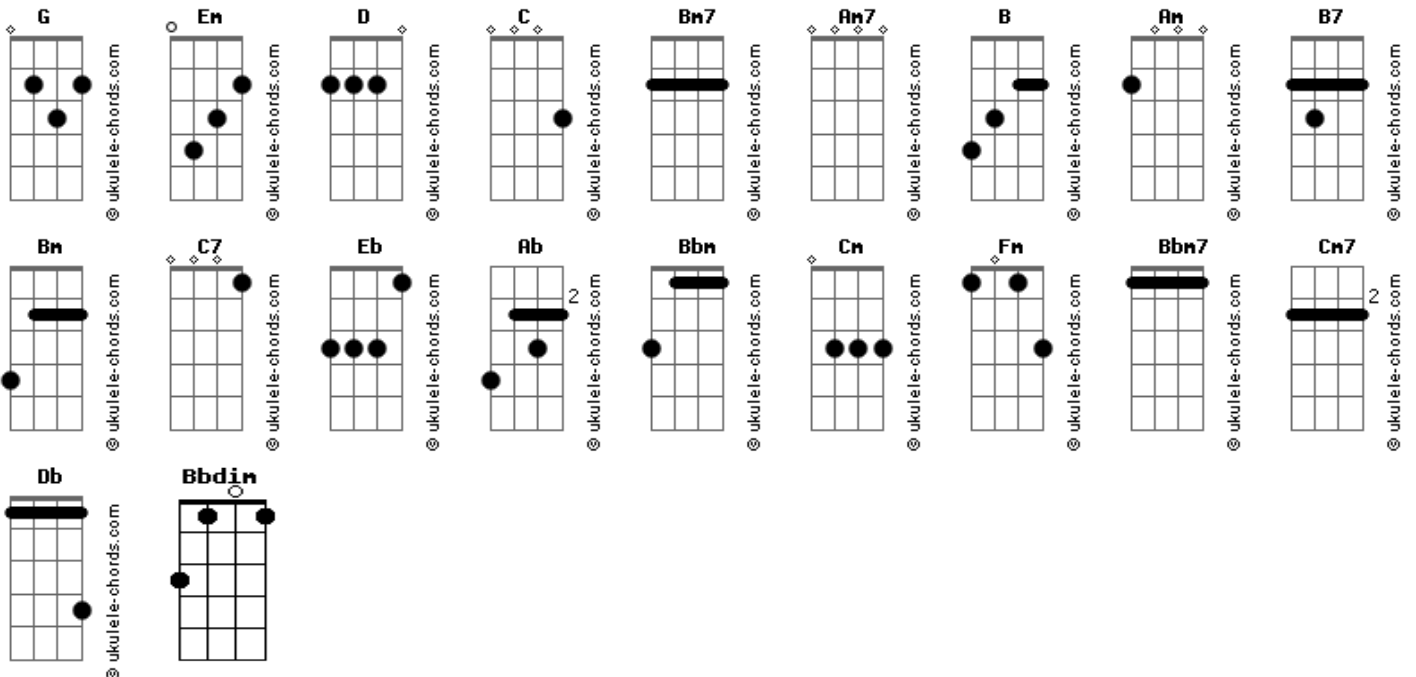 G Em D C Bm7 Am7 B Am B7
© ukulele-chords.com © ukulele-chords.com © ukulele-chords.com © ukulele-chords.com © ukulele-chords.com © ukulele-chords.com © ukulele-chords.com © ukulele-chords.com © ukulele-chords.com
Bm C7 Eb Ab Bbm Cm Fm Bbm7 Cm7
2 2
© ukulele-chords.com © ukulele-chords.com © ukulele-chords.com © ukulele-chords.com © ukulele-chords.com © ukulele-chords.com © ukulele-chords.com © ukulele-chords.com © ukulele-chords.com
Db Bbdim
© ukulele-chords.com